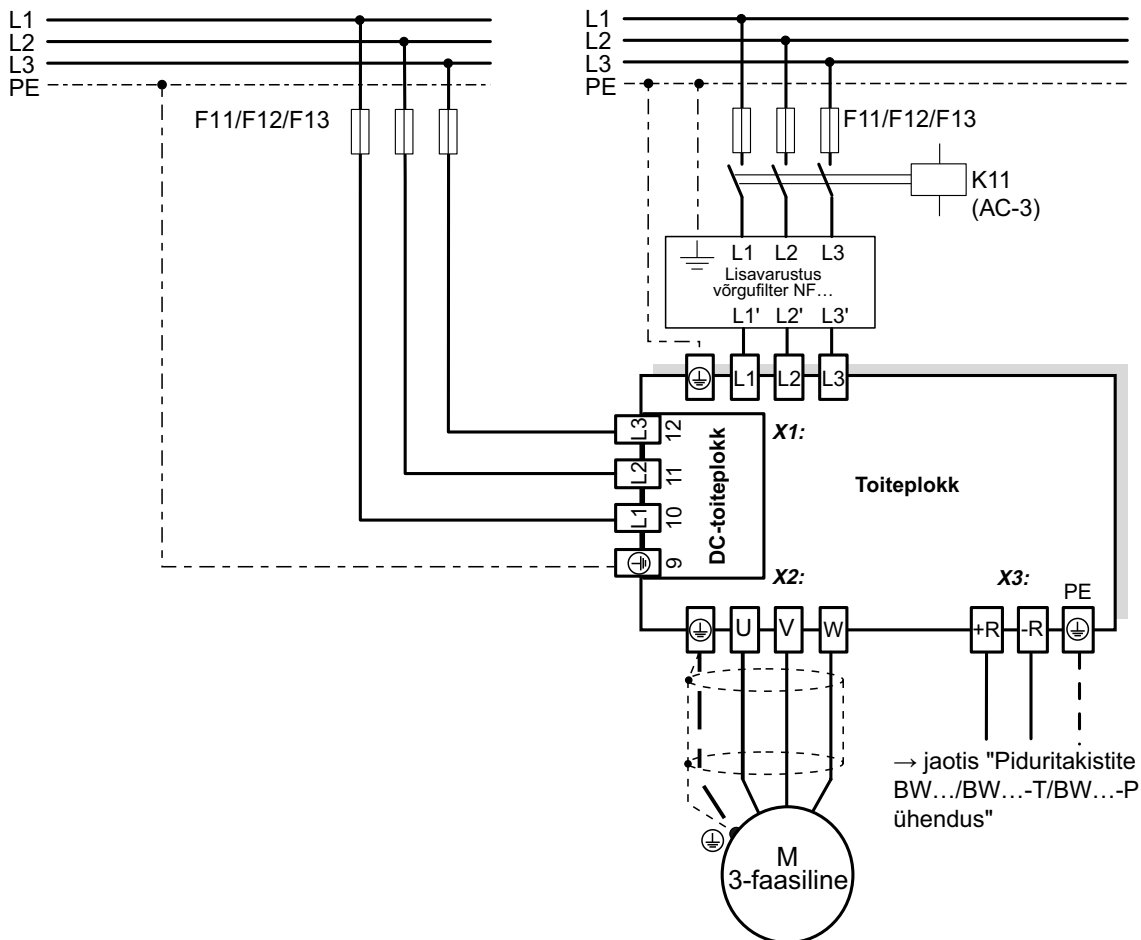 L1
L2
L3
PE
F11/F12/F13
L1
L2
L3
PE
F11/F12/F13
K11
(AC-3)
L1 L2 L3
Lisavarustus
võrgufilter NF…
L1' L2' L3'
L1 L2 L3
X1:
L3 12
L2 11
L1 10
9
DC-toiteplokk
Toiteplokk
X2:
X3:
PE
U V W
+R -R
→ jaotis "Piduritakistite
BW…/BW…-T/BW…-P
ühendus"
M
3-faasiline